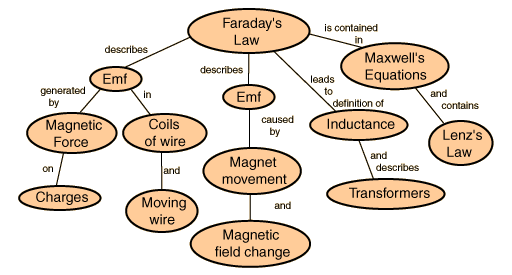 Faraday's
Law
is contained
in
describes
describes
leads
to
definition of
Maxwell's
Equations
Emf
Emf
generated
by
in
and
contains
Magnetic
Force
Coils
of wire
caused
by
Inductance
Lenz's
Law
on
and
Magnet
movement
and
describes
Charges
Moving
wire
and
Transformers
Magnetic
field change